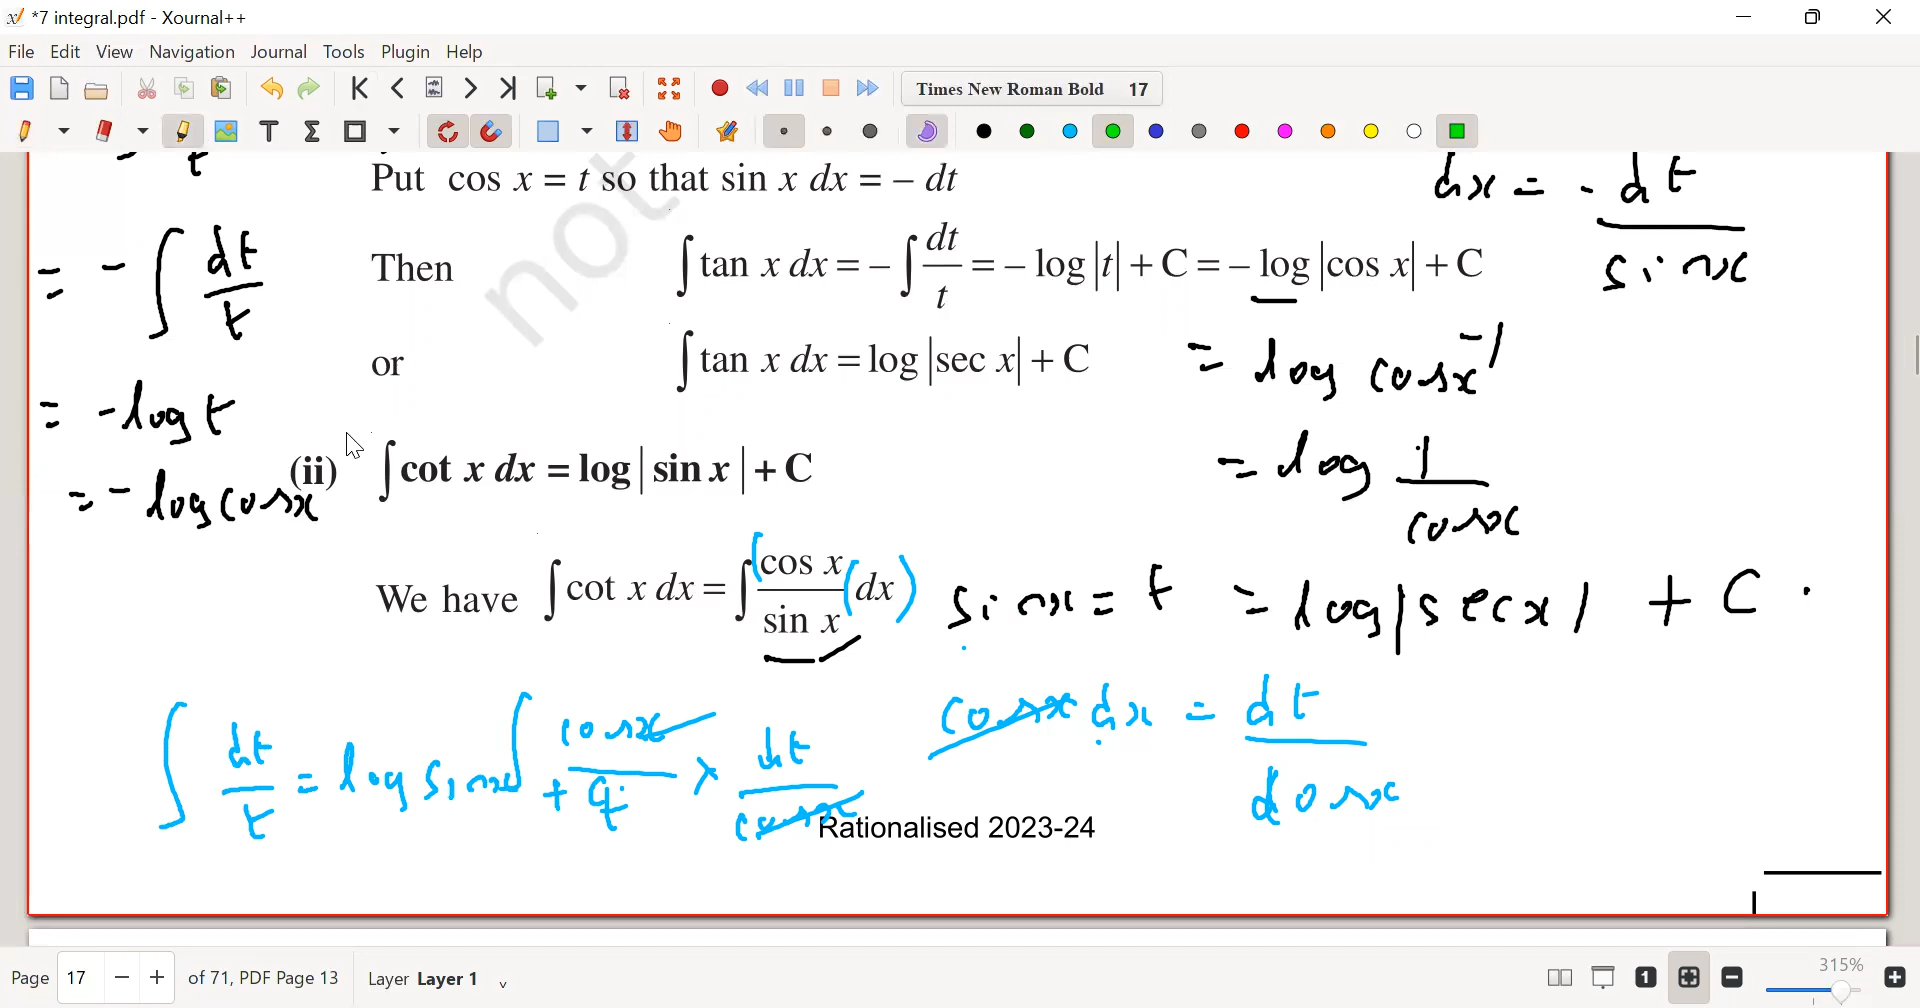 *7 integral.pdf - Xournal++
File Edit View Navigation Journal Tools Plugin Help
Times New Roman Bold 17
t
Put cos x = t so that sin x dx = – dt
dx = - dt
sinx
not
= - ∫ dt/t
Then ∫ tan x dx = – ∫ dt/t = – log |t| + C = – log |cos x| + C
or ∫ tan x dx = log |sec x| + C
= log cosx⁻¹
= -log t
= log 1/cosx
(ii) ∫ cot x dx = log | sin x | + C
= - log cosx
We have ∫ cot x dx = ∫ (cos x/sin x (dx)
sinx = t
= log |secx| + C .
cosx dx = dt
∫ dt/t = log sinx
∫ cosx/t × dt/cosx
Rationalised 2023-24
Page 17 of 71, PDF Page 13 Layer Layer 1
315%